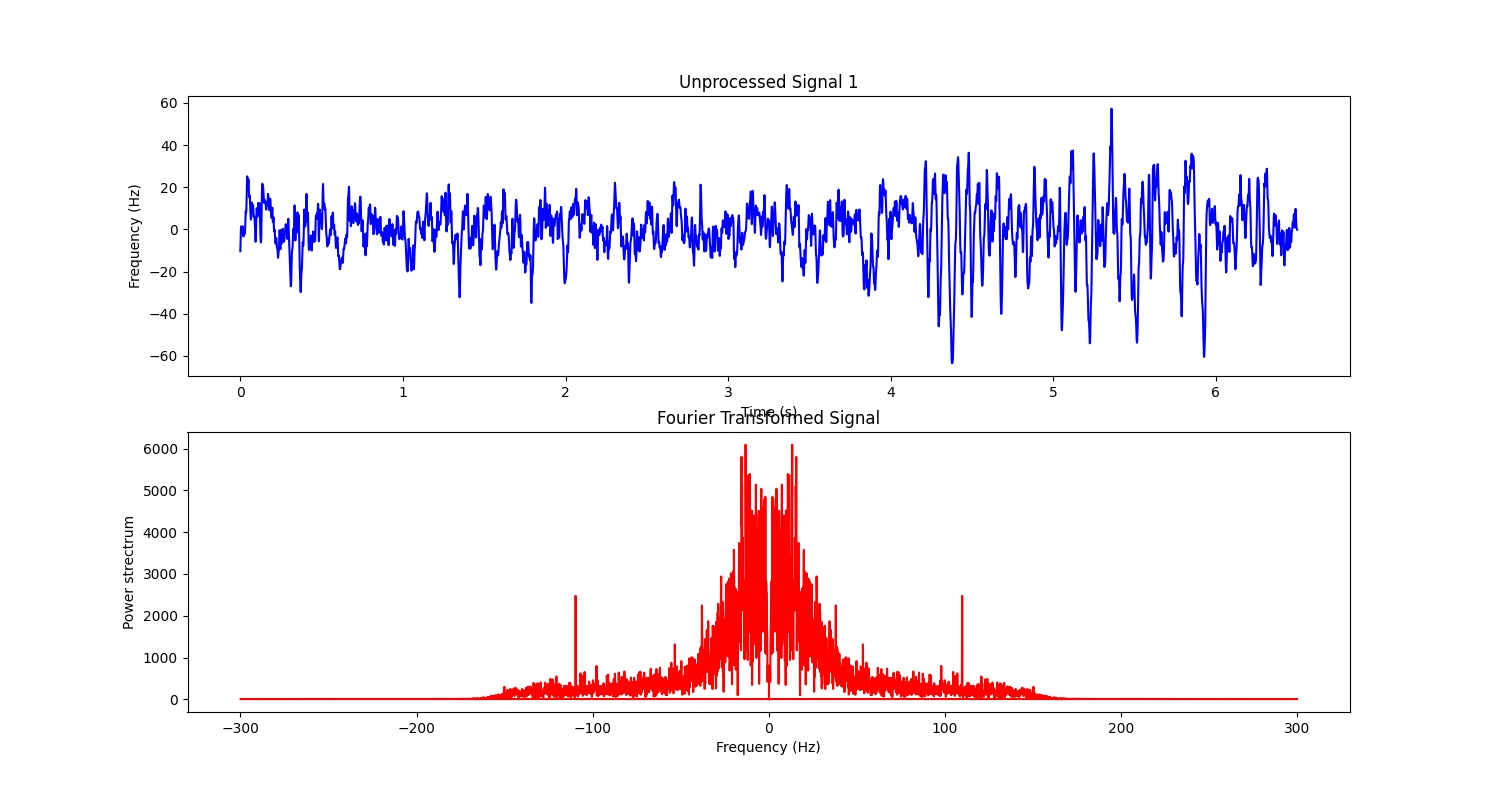 Unprocessed Signal 1
Frequency (Hz)
60
40
20
0
−20
−40
−60
0 1 2 3 4 5 6
Time (s)
Fourier Transformed Signal
Power strectrum
6000
5000
4000
3000
2000
1000
0
−300 −200 −100 0 100 200 300
Frequency (Hz)